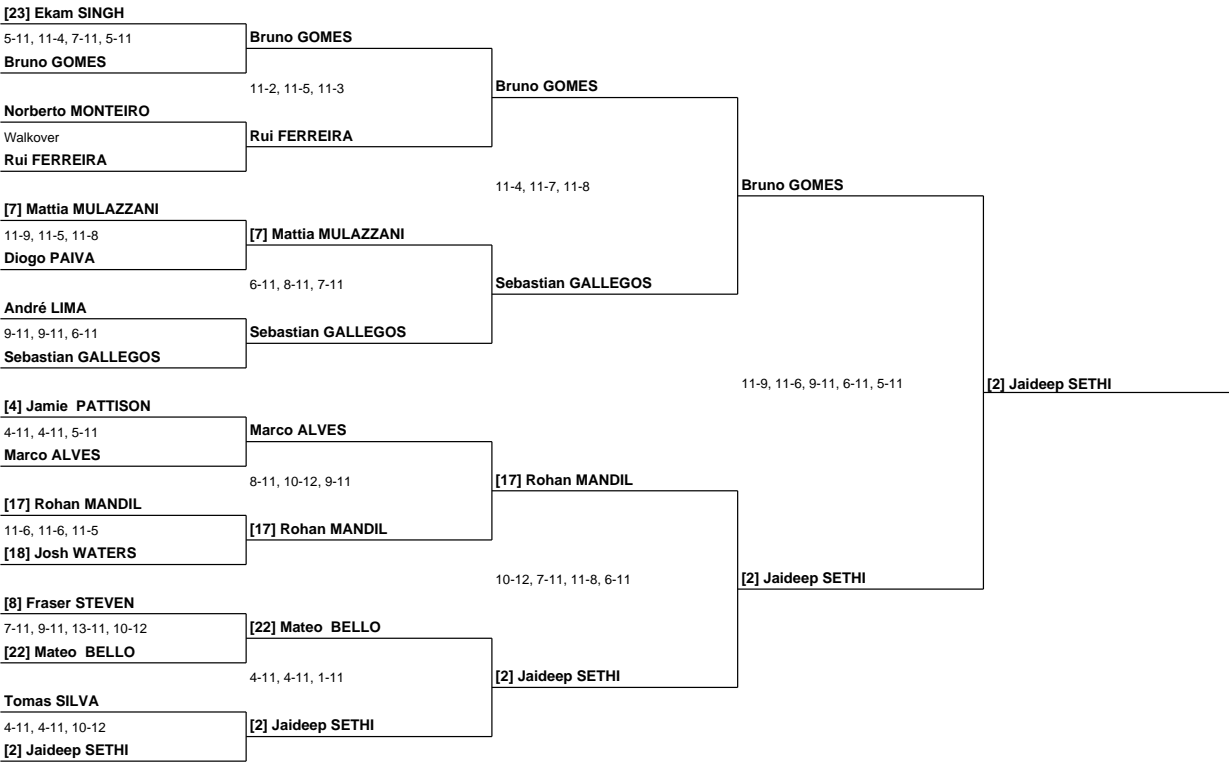 [23] Ekam SINGH
5-11, 11-4, 7-11, 5-11
Bruno GOMES
Norberto MONTEIRO
Walkover
Rui FERREIRA
[7] Mattia MULAZZANI
11-9, 11-5, 11-8
Diogo PAIVA
André LIMA
9-11, 9-11, 6-11
Sebastian GALLEGOS
[4] Jamie PATTISON
4-11, 4-11, 5-11
Marco ALVES
[17] Rohan MANDIL
11-6, 11-6, 11-5
[18] Josh WATERS
[8] Fraser STEVEN
7-11, 9-11, 13-11, 10-12
[22] Mateo BELLO
Tomas SILVA
4-11, 4-11, 10-12
[2] Jaideep SETHI
Bruno GOMES
11-2, 11-5, 11-3
Rui FERREIRA
[7] Mattia MULAZZANI
6-11, 8-11, 7-11
Sebastian GALLEGOS
Marco ALVES
8-11, 10-12, 9-11
[17] Rohan MANDIL
[22] Mateo BELLO
4-11, 4-11, 1-11
[2] Jaideep SETHI
Bruno GOMES
11-4, 11-7, 11-8
Sebastian GALLEGOS
[17] Rohan MANDIL
10-12, 7-11, 11-8, 6-11
[2] Jaideep SETHI
Bruno GOMES
11-9, 11-6, 9-11, 6-11, 5-11
[2] Jaideep SETHI
[2] Jaideep SETHI